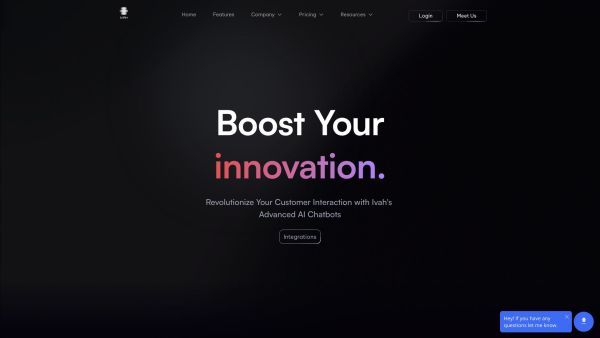 Home Features Company Pricing Resources Login Meet Us
Boost Your
innovation.
Revolutionize Your Customer Interaction with Ivah's
Advanced AI Chatbots
Integrations
Hey! If you have any
questions let me know.